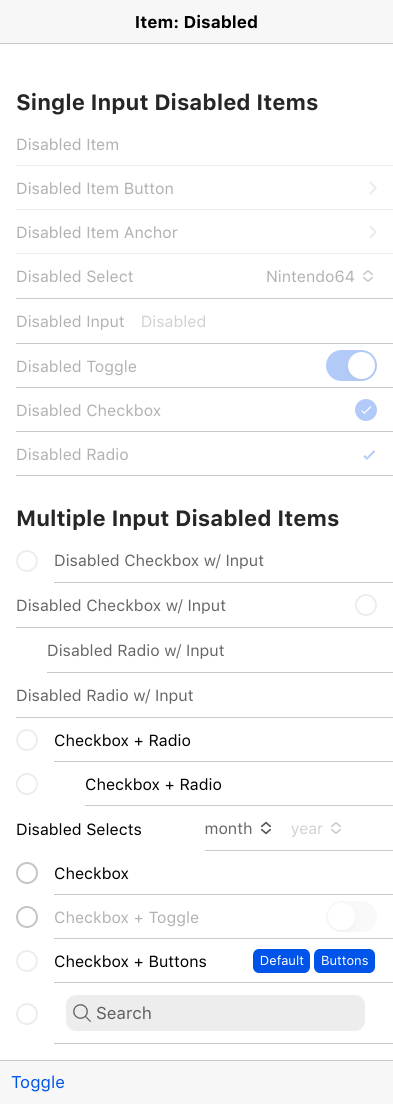 Item: Disabled
Single Input Disabled Items
Disabled Item
Disabled Item Button
Disabled Item Anchor
Disabled Select Nintendo64
Disabled Input Disabled
Disabled Toggle
Disabled Checkbox
Disabled Radio
Multiple Input Disabled Items
Disabled Checkbox w/ Input
Disabled Checkbox w/ Input
Disabled Radio w/ Input
Disabled Radio w/ Input
Checkbox + Radio
Checkbox + Radio
Disabled Selects month year
Checkbox
Checkbox + Toggle
Checkbox + Buttons Default Buttons
Search
Toggle